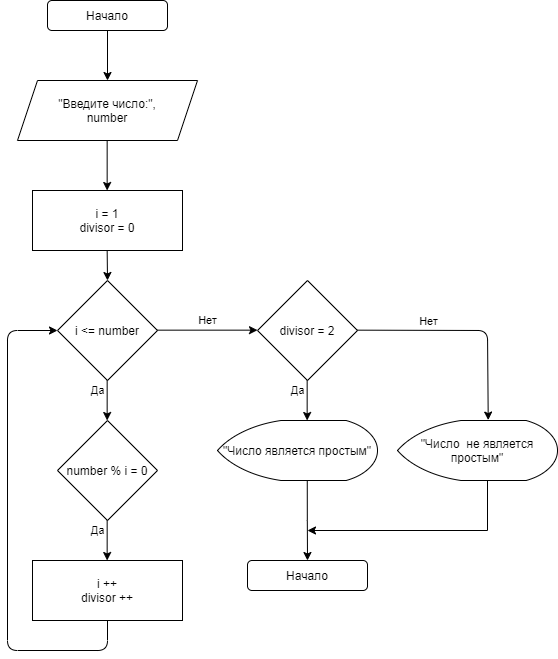 Начало
"Введите число:",
number
i = 1
divisor = 0
i <= number
Нет
divisor = 2
Нет
Да
Да
number % i = 0
"Число является простым"
"Число  не является
простым"
Да
i ++
divisor ++
Начало